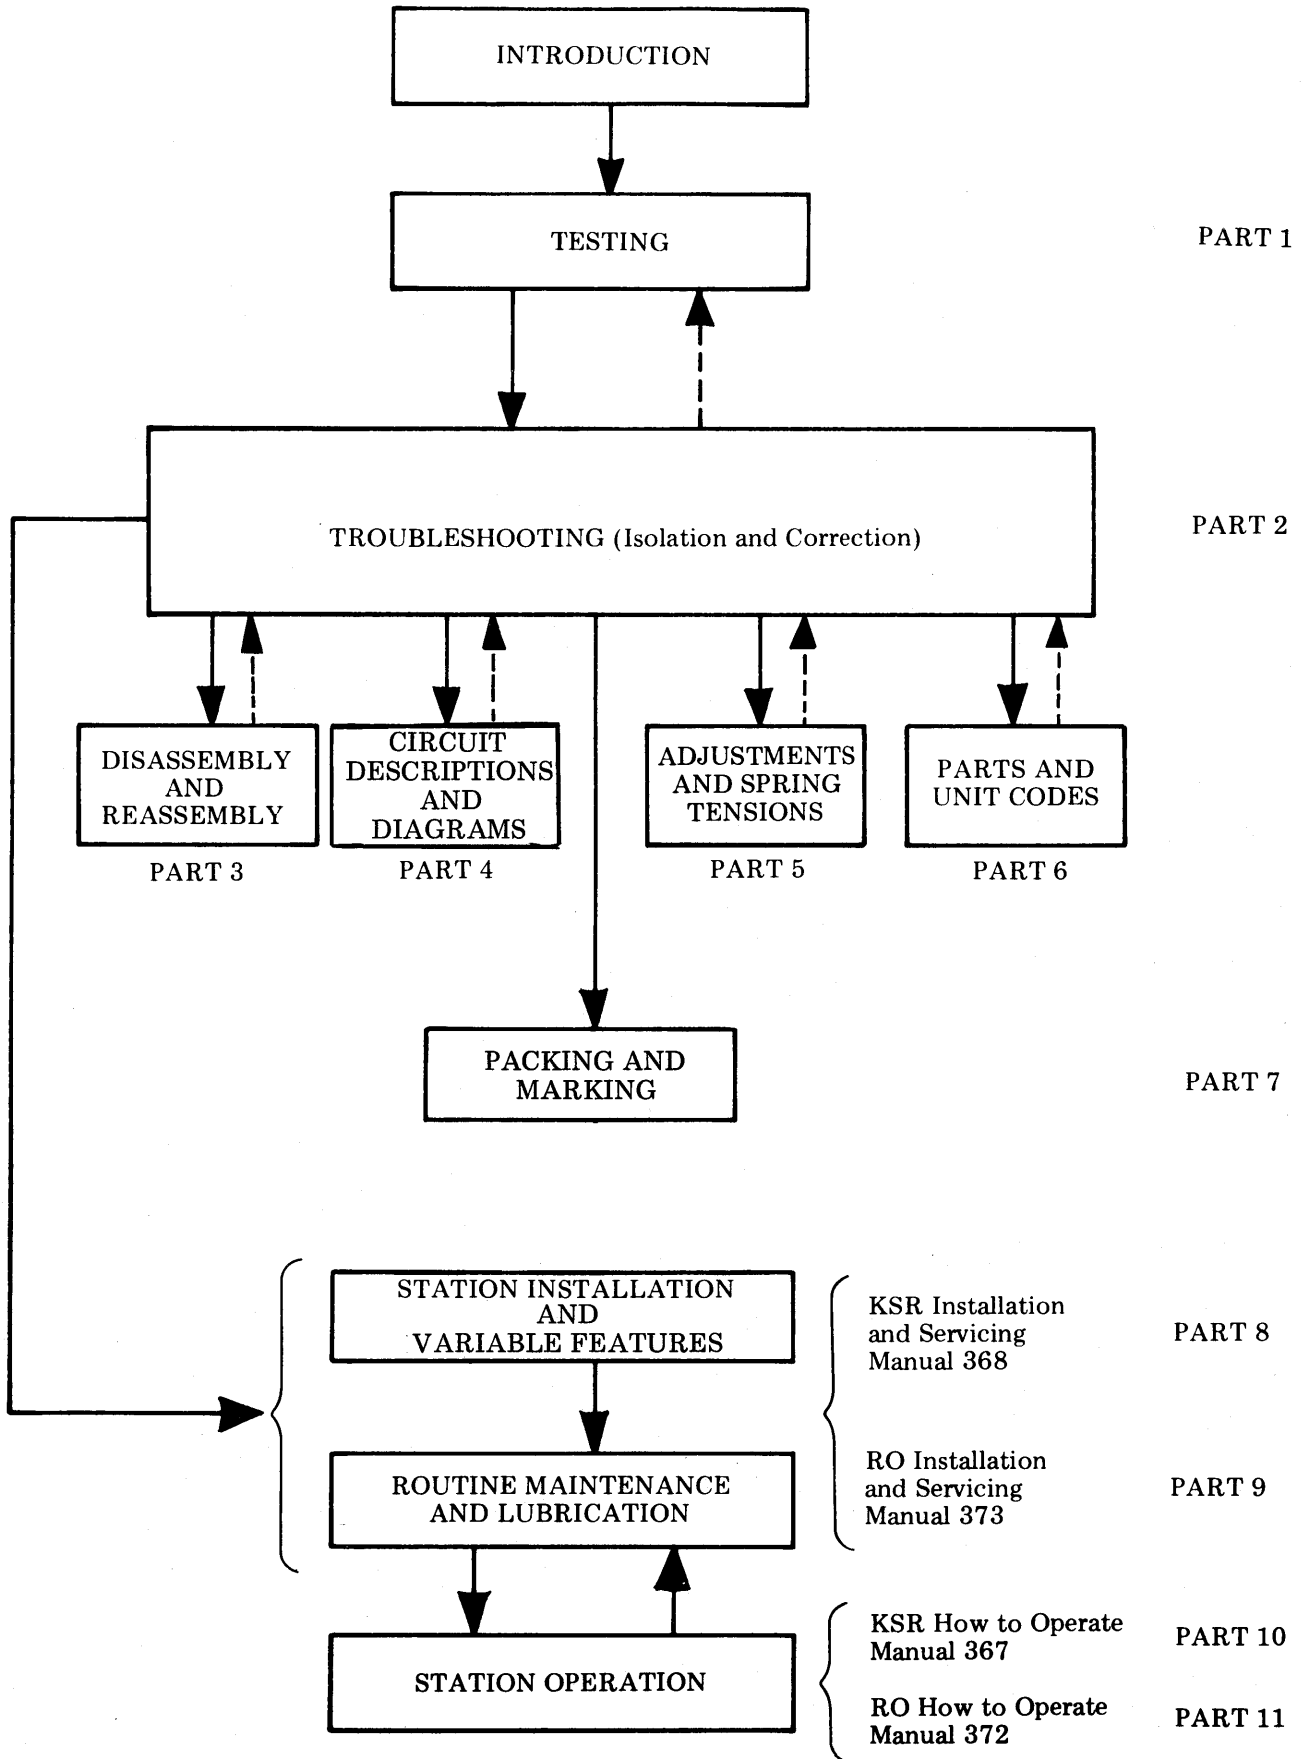 INTRODUCTION
TESTING
PART 1
TROUBLESHOOTING (Isolation and Correction)
PART 2
DISASSEMBLY
AND
REASSEMBLY
PART 3
CIRCUIT
DESCRIPTIONS
AND
DIAGRAMS
PART 4
ADJUSTMENTS
AND SPRING
TENSIONS
PART 5
PARTS AND
UNIT CODES
PART 6
PACKING AND
MARKING
PART 7
STATION INSTALLATION
AND
VARIABLE FEATURES
KSR Installation
and Servicing
Manual 368
PART 8
ROUTINE MAINTENANCE
AND LUBRICATION
RO Installation
and Servicing
Manual 373
PART 9
STATION OPERATION
KSR How to Operate
Manual 367
PART 10
RO How to Operate
Manual 372
PART 11